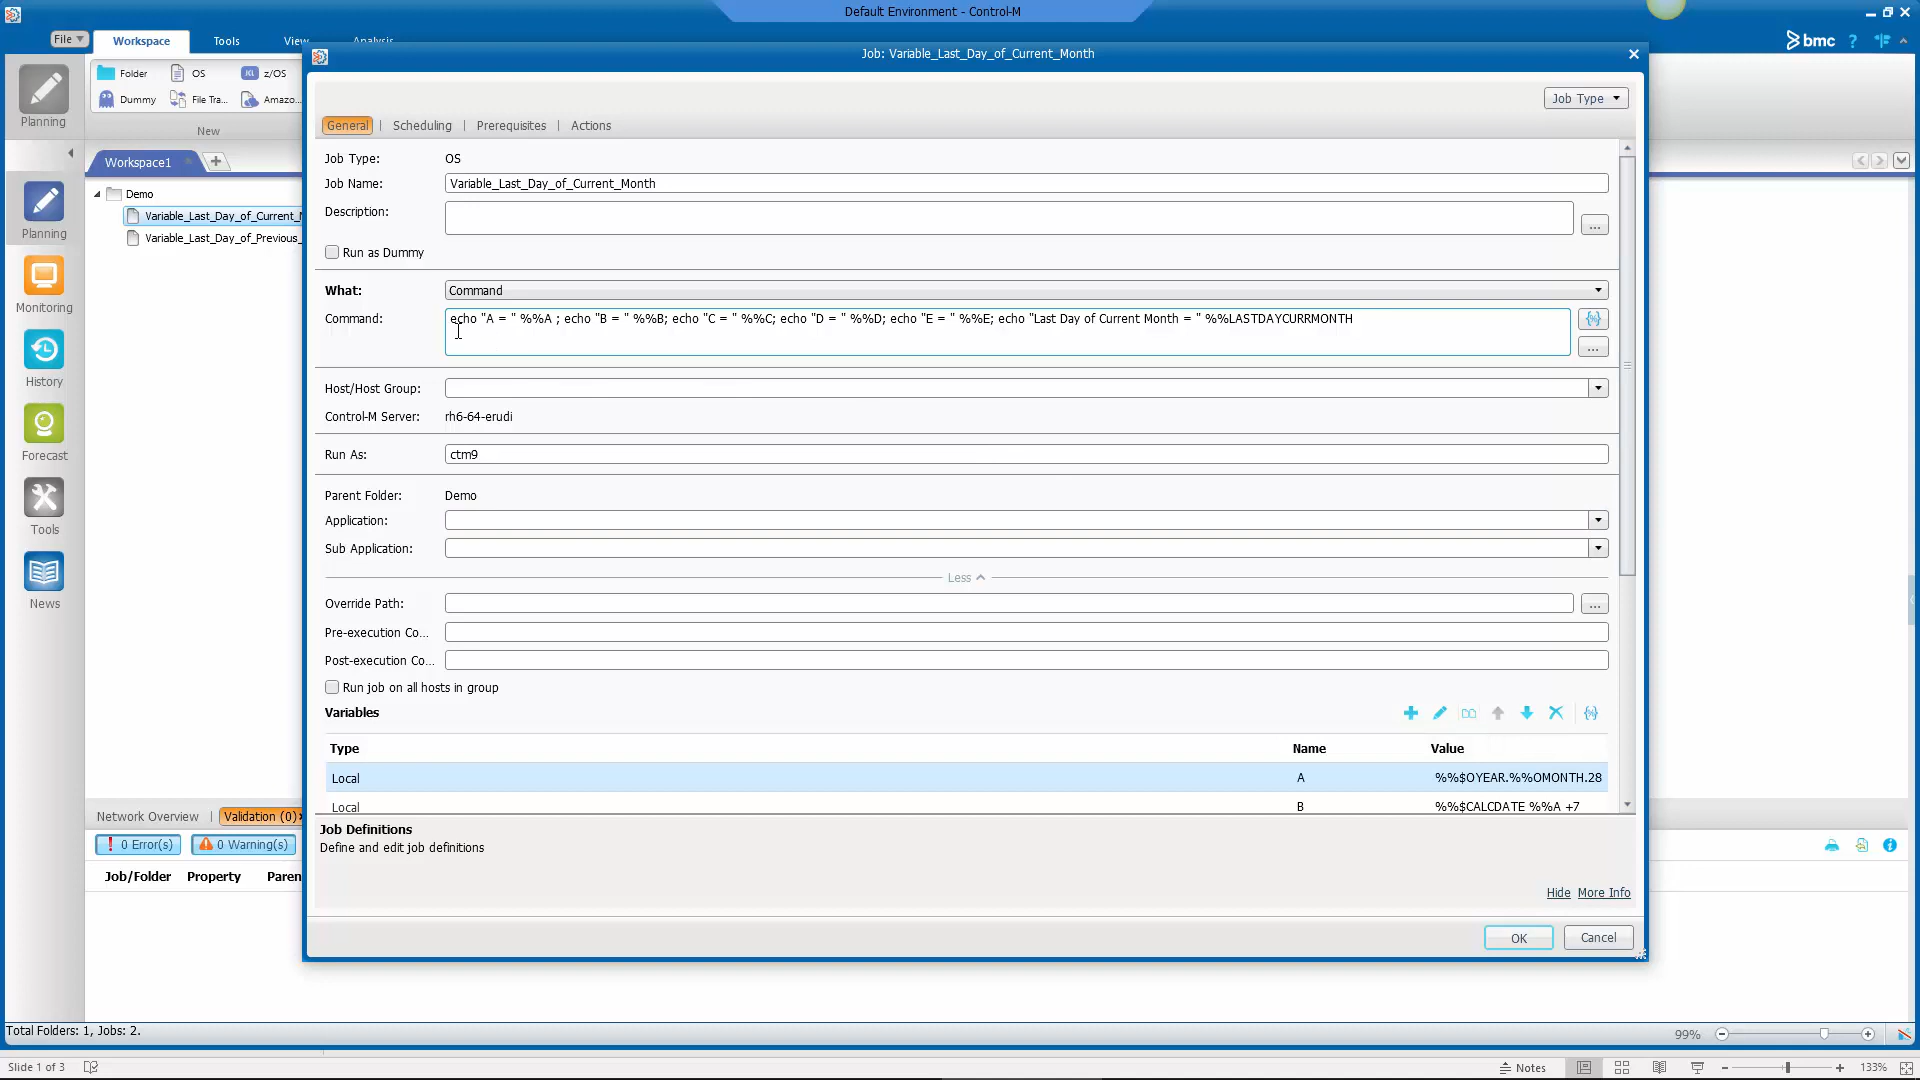 Default Environment - Control-M
File
Workspace
Tools
View
Analysis
bmc
?
Job: Variable_Last_Day_of_Current_Month
Planning
Folder
OS
z/OS
Dummy
File Tra...
Amazo...
New
Job Type
General | Scheduling | Prerequisites | Actions
Workspace1
Demo
Variable_Last_Day_of_Current_M
Variable_Last_Day_of_Previous_
Planning
Monitoring
History
Forecast
Tools
News
Job Type: OS
Job Name: Variable_Last_Day_of_Current_Month
Description:
...
Run as Dummy
What: Command
Command: echo "A = " %%A ; echo "B = " %%B; echo "C = " %%C; echo "D = " %%D; echo "E = " %%E; echo "Last Day of Current Month = " %%LASTDAYCURRMONTH
{%}
...
Host/Host Group:
Control-M Server: rh6-64-erudi
Run As: ctm9
Parent Folder: Demo
Application:
Sub Application:
Less
Override Path:
...
Pre-execution Co...
Post-execution Co...
Run job on all hosts in group
Variables
{%}
Type Name Value
Local A %%$OYEAR.%%OMONTH.28
Local B %%$CALCDATE %%A +7
Job Definitions
Define and edit job definitions
Hide More Info
OK Cancel
Network Overview | Validation (0)
0 Error(s) 0 Warning(s)
Job/Folder Property Paren
Total Folders: 1, Jobs: 2.
99%
Slide 1 of 3
Notes
133%